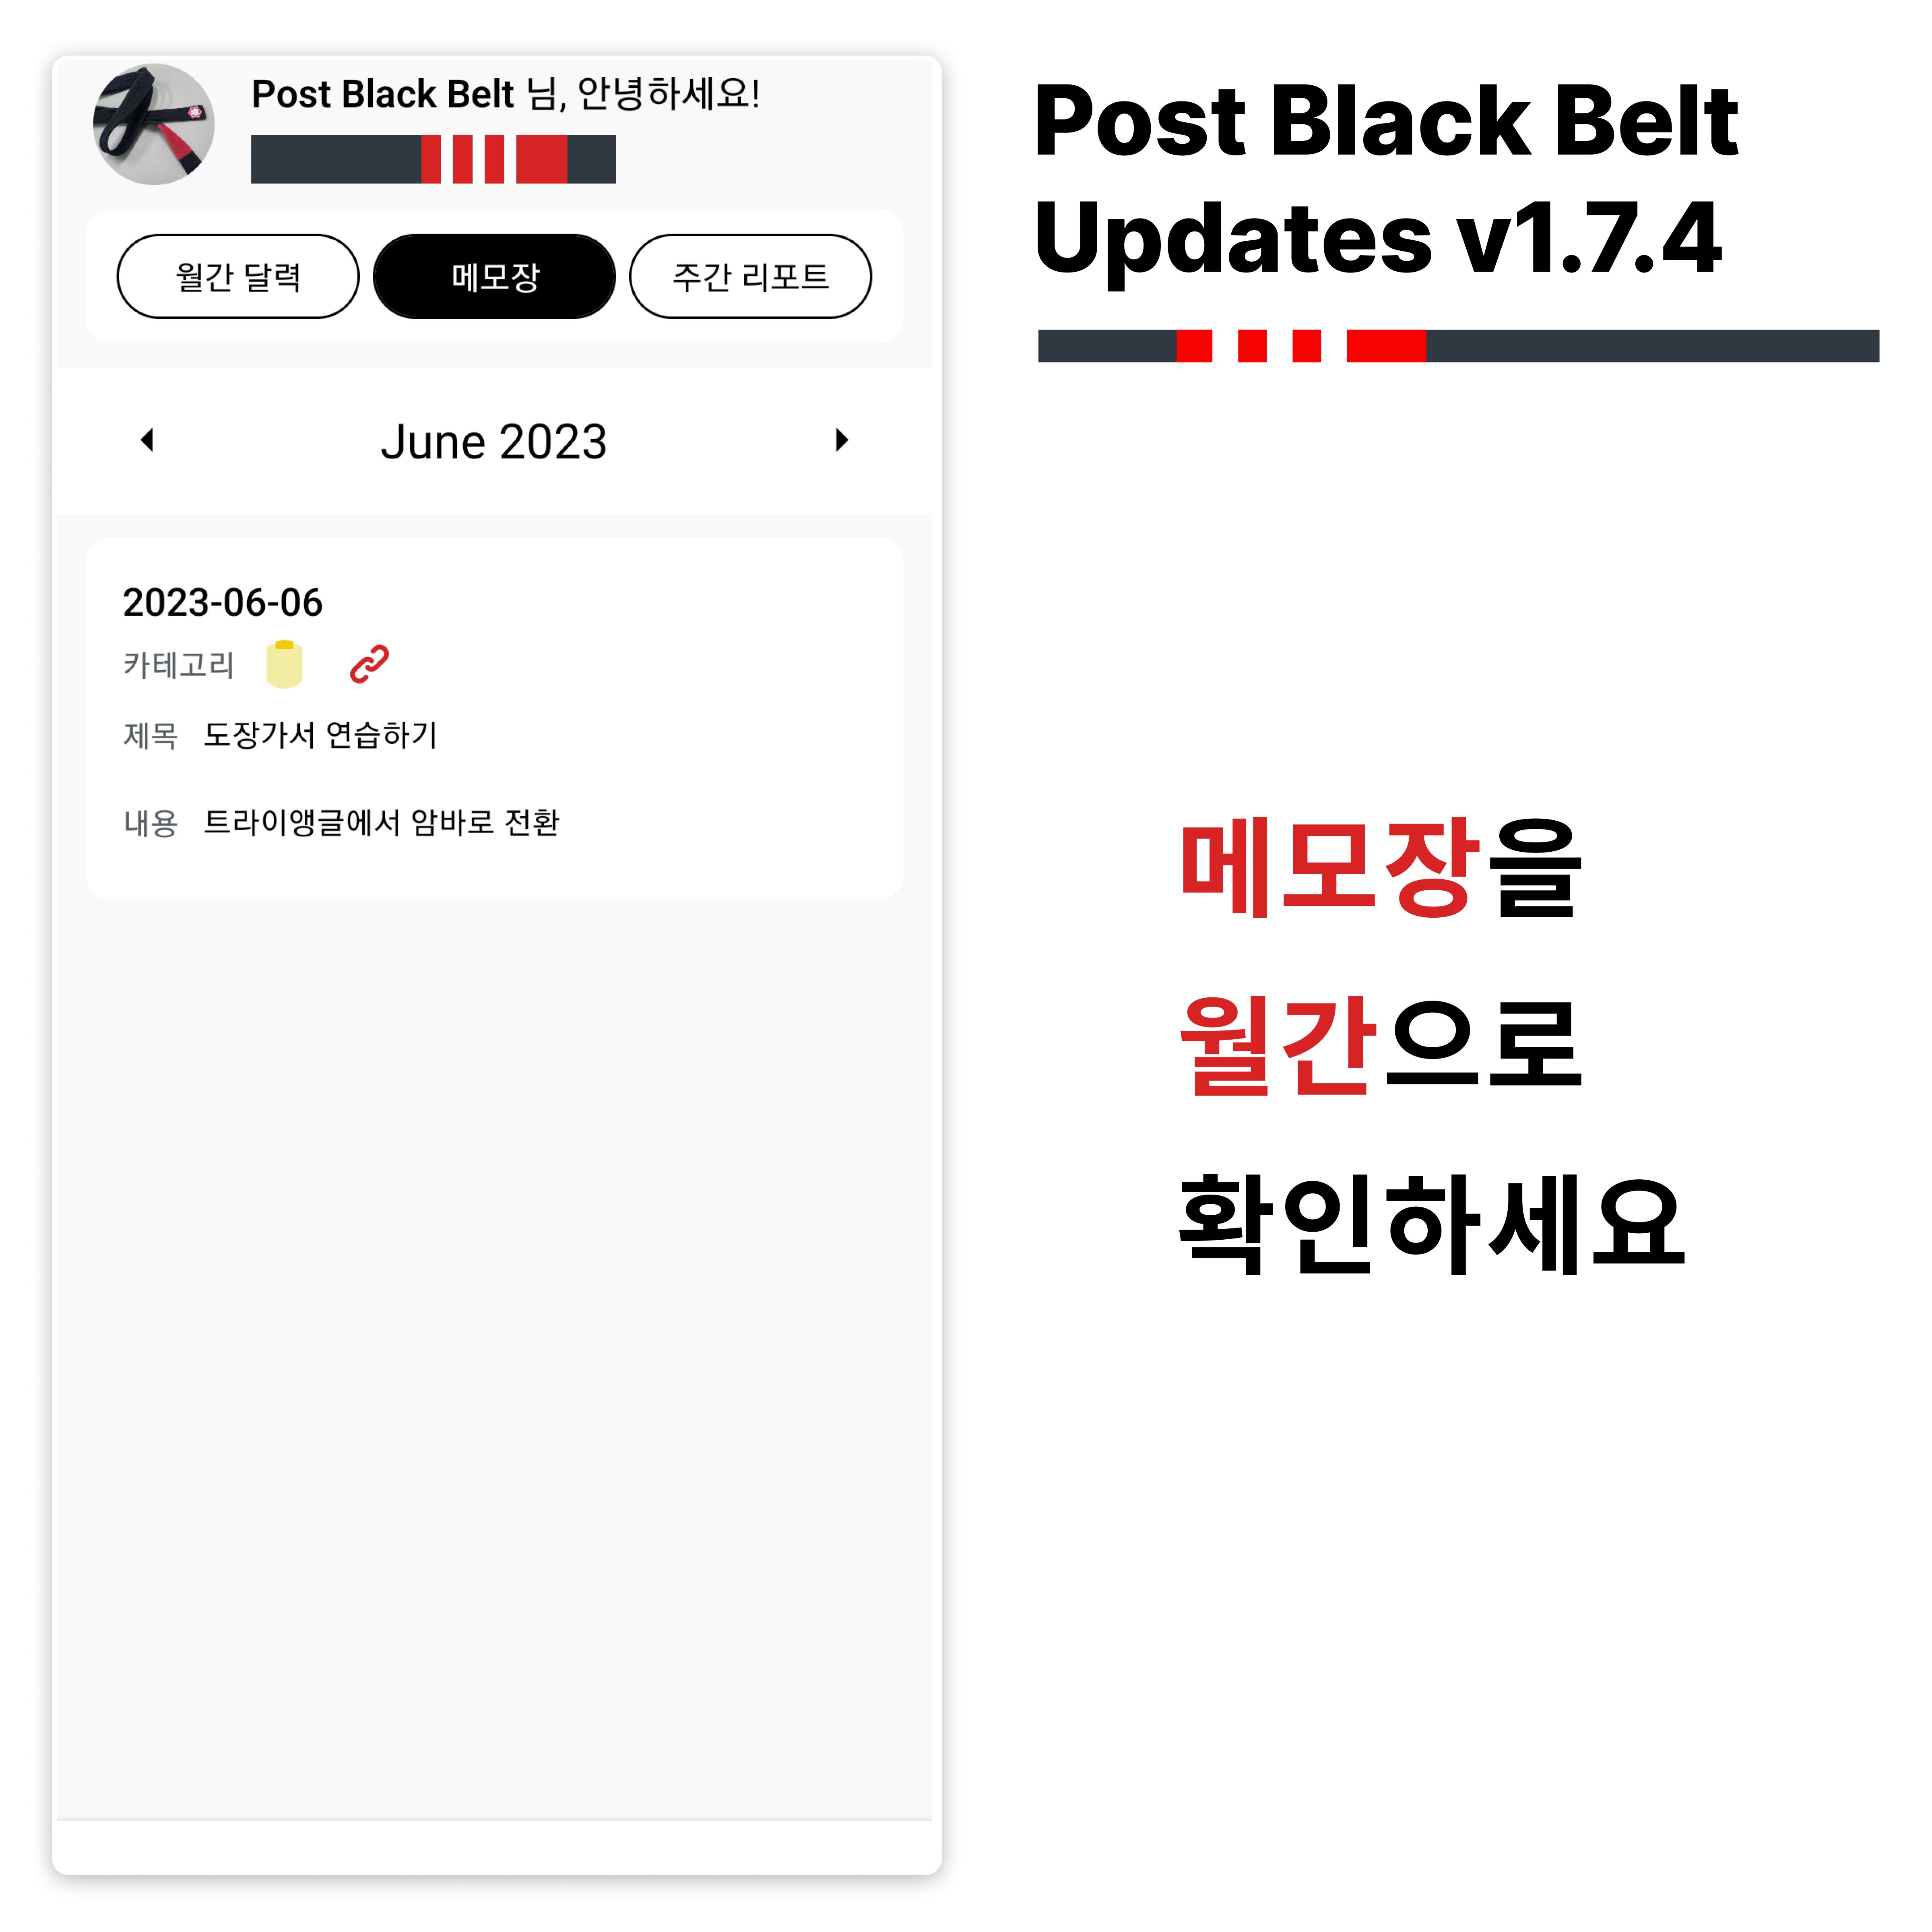 Post Black Belt 님, 안녕하세요!
월간 달력
메모장
주간 리포트
June 2023
2023-06-06
카테고리
제목 도장가서 연습하기
내용 트라이앵글에서 암바로 전환
Post Black Belt
Updates v1.7.4
메모장을
월간으로
확인하세요